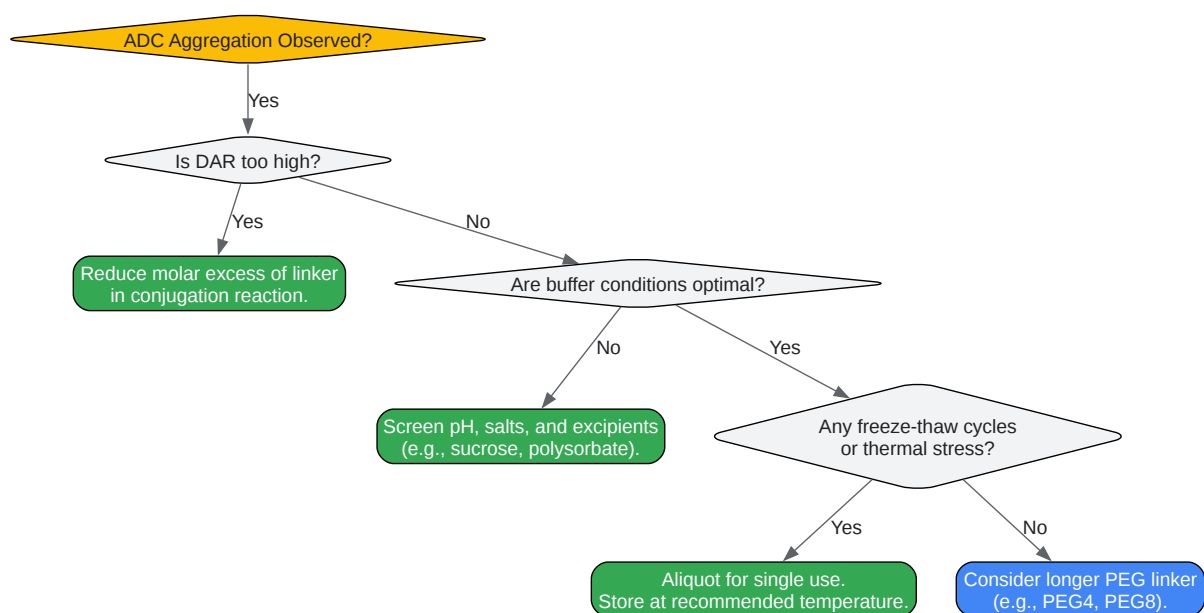 ADC Aggregation Observed?
Yes
Is DAR too high?
Yes
No
Reduce molar excess of linker
in conjugation reaction.
Are buffer conditions optimal?
No
Yes
Screen pH, salts, and excipients
(e.g., sucrose, polysorbate).
Any freeze-thaw cycles
or thermal stress?
Yes
No
Aliquot for single use.
Store at recommended temperature.
Consider longer PEG linker
(e.g., PEG4, PEG8).